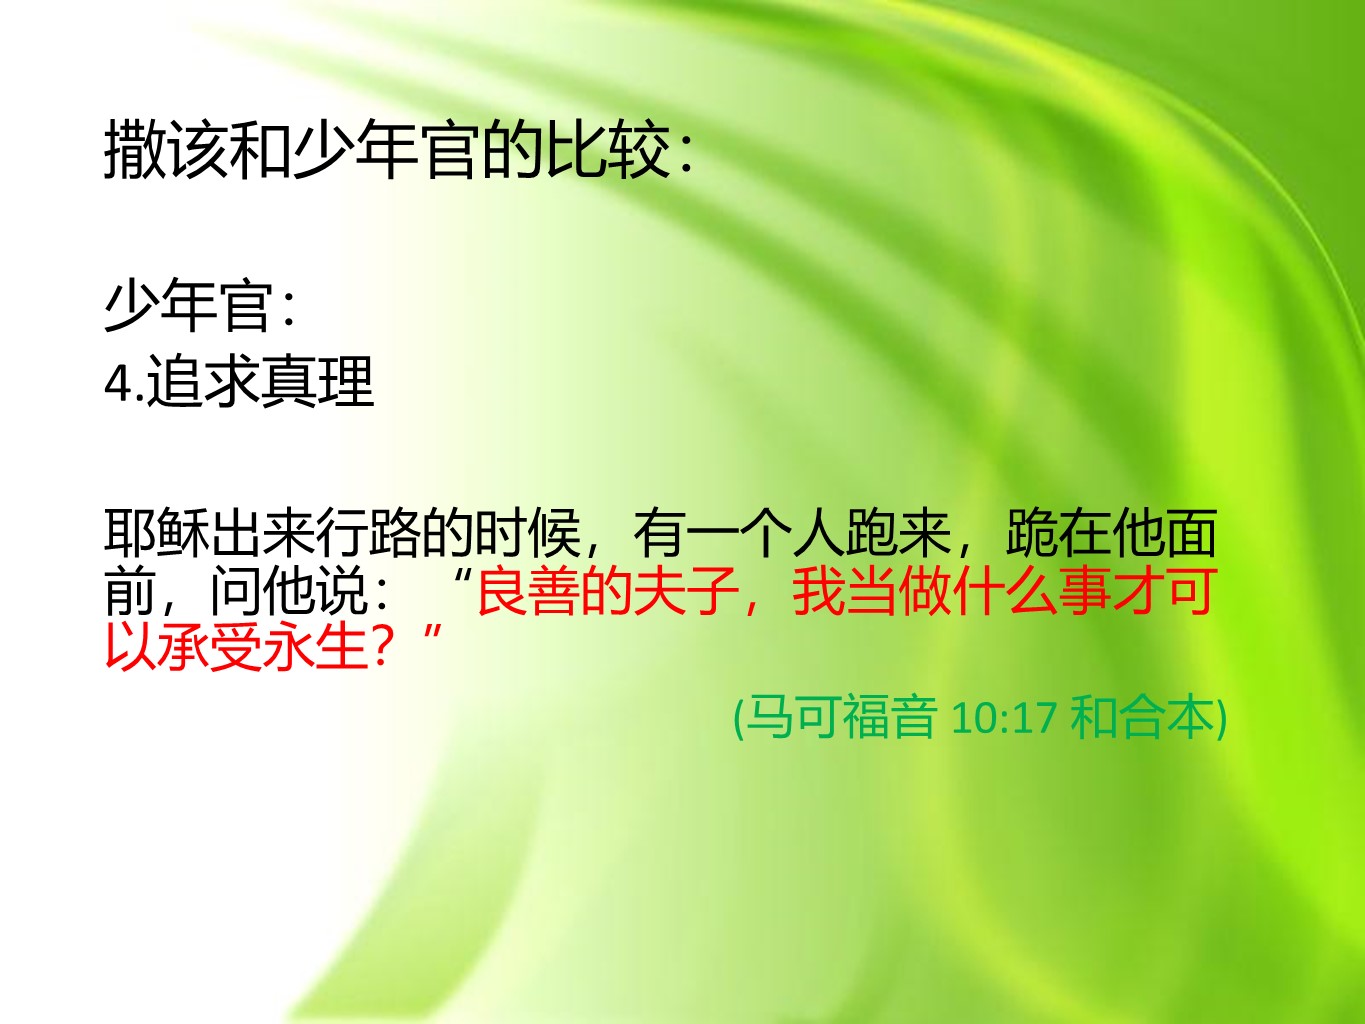 撒该和少年官的比较：
少年官：
4.追求真理
耶稣出来行路的时候，有一个人跑来，跪在他面
前，问他说：“良善的夫子，我当做什么事才可
以承受永生？”
(马可福音 10:17 和合本)